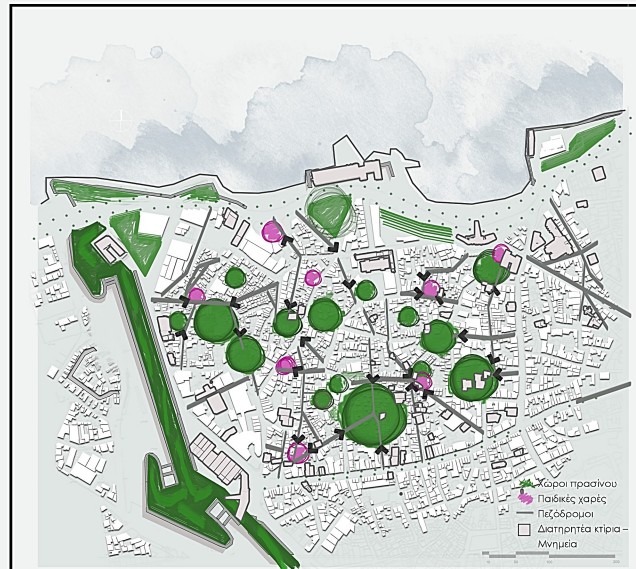 Χώροι πρασίνου
Παιδικές χαρές
Πεζόδρομοι
Διατηρητέα κτίρια –
Μνημεία